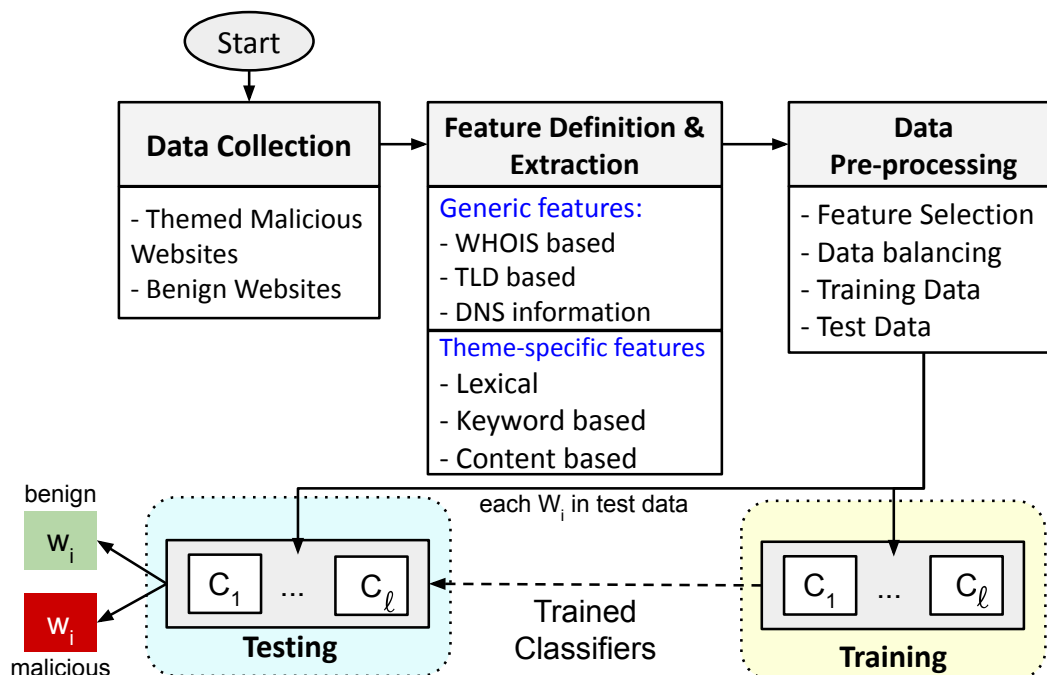 Start
Data Collection
- Themed Malicious
Websites
- Benign Websites
Feature Definition &
Extraction
Generic features:
- WHOIS based
- TLD based
- DNS information
Theme-specific features
- Lexical
- Keyword based
- Content based
Data
Pre-processing
- Feature Selection
- Data balancing
- Training Data
- Test Data
each Wᵢ in test data
benign
wᵢ
wᵢ
malicious
C₁ ... Cℓ
Testing
Trained
Classifiers
C₁ ... Cℓ
Training